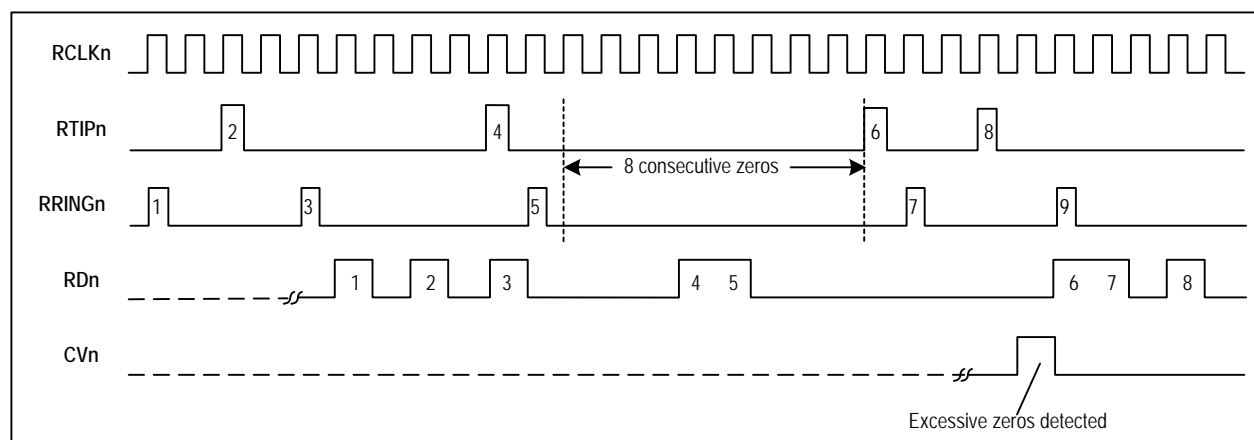 RCLKn
RTIPn
2
4
6
8
8 consecutive zeros
RRINGn
1
3
5
7
9
RDn
1
2
3
4
5
6
7
8
CVn
Excessive zeros detected